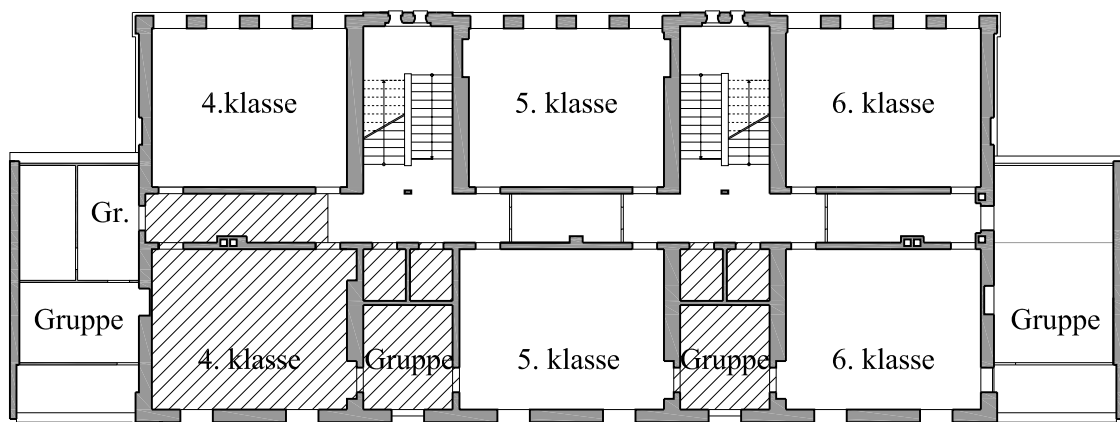 4.klasse
5. klasse
6. klasse
Gr.
Gruppe
4. klasse
Gruppe
5. klasse
Gruppe
6. klasse
Gruppe